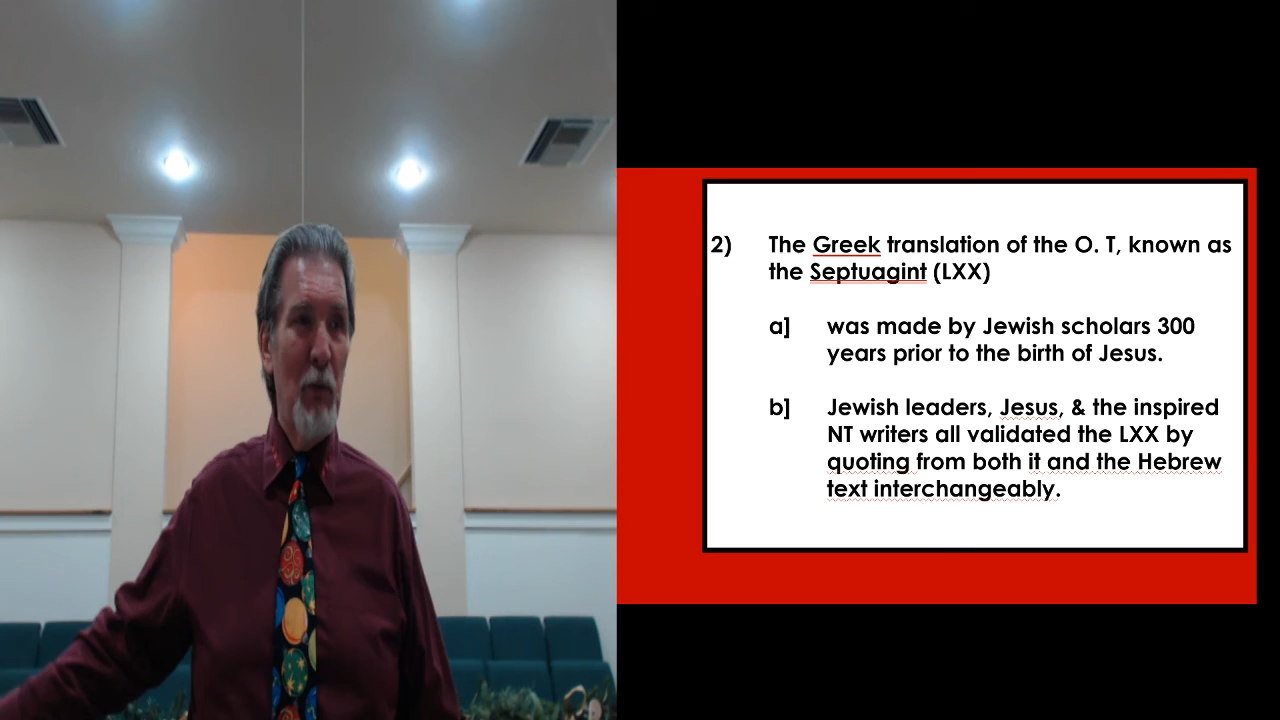 2) The Greek translation of the O. T, known as
the Septuagint (LXX)
a] was made by Jewish scholars 300
years prior to the birth of Jesus.
b] Jewish leaders, Jesus, & the inspired
NT writers all validated the LXX by
quoting from both it and the Hebrew
text interchangeably.